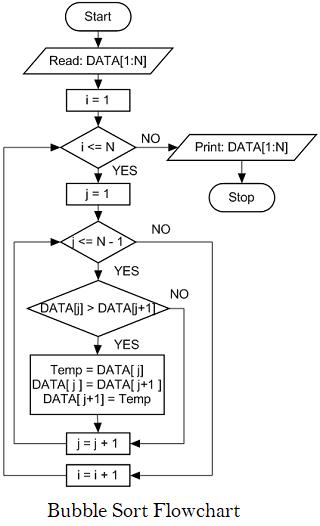 Start
Read: DATA[1:N]
i = 1
i <= N
NO
Print: DATA[1:N]
YES
Stop
j = 1
j <= N - 1
NO
YES
DATA[j] > DATA[j+1]
NO
YES
Temp = DATA[ j]
DATA[ j ] = DATA[ j+1 ]
DATA[ j+1] = Temp
j = j + 1
i = i + 1
Bubble Sort Flowchart